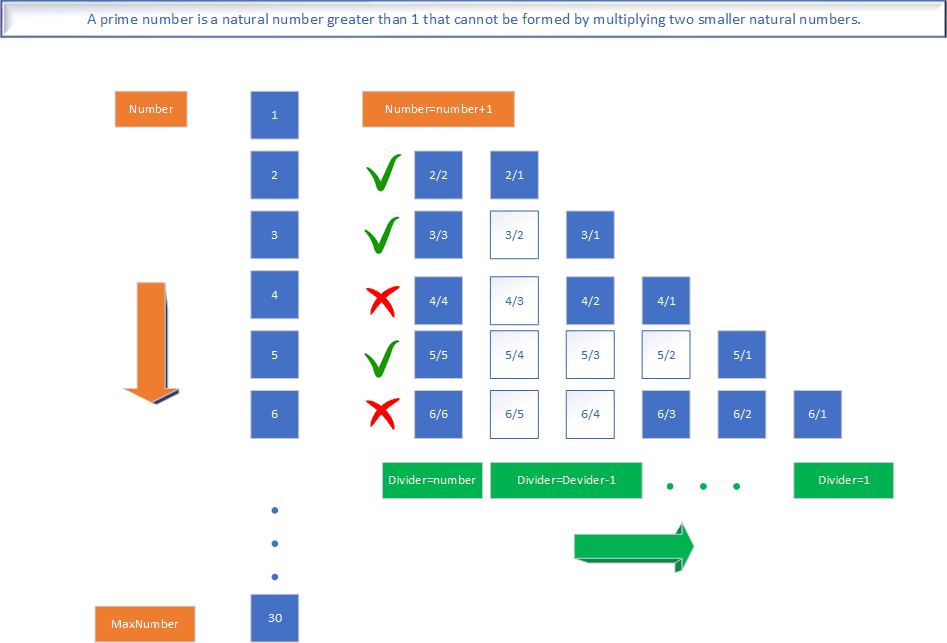 A prime number is a natural number greater than 1 that cannot be formed by multiplying two smaller natural numbers.
Number 1 Number=number+1
2 2/2 2/1
3 3/3 3/2 3/1
4 4/4 4/3 4/2 4/1
5 5/5 5/4 5/3 5/2 5/1
6 6/6 6/5 6/4 6/3 6/2 6/1
Divider=number Divider=Devider-1 Divider=1
MaxNumber 30